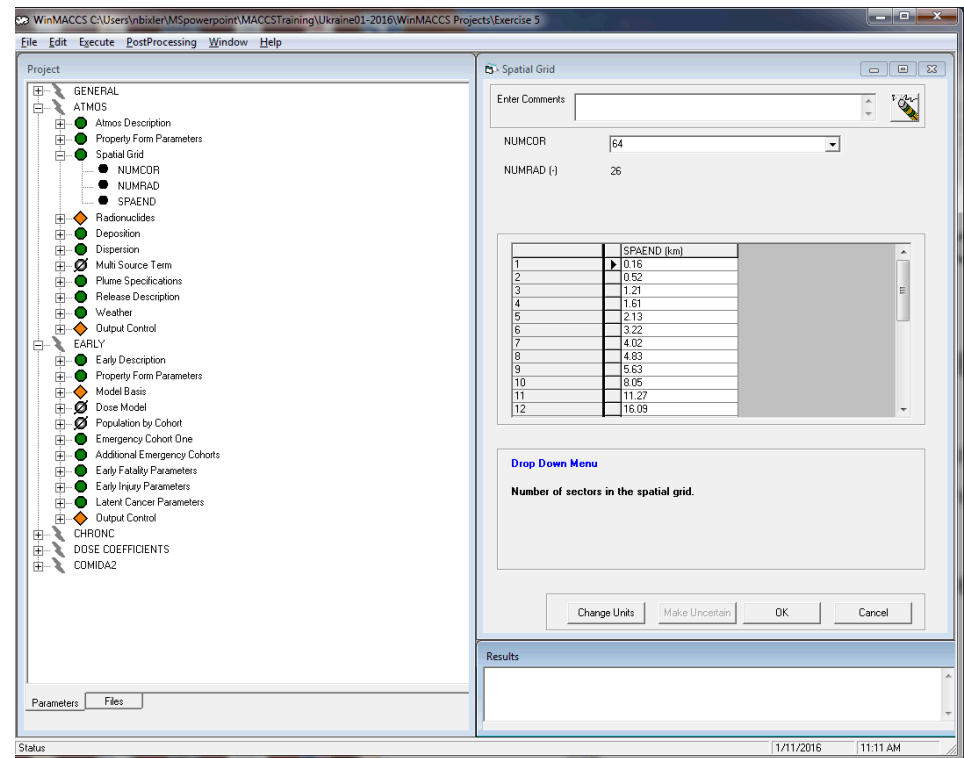 WinMACCS C:\Users\nbixler\MSpowerpoint\MACCSTraining\Ukraine01-2016\WinMACCS Projects\Exercise 5
File Edit Execute PostProcessing Window Help
Project
GENERAL
ATMOS
Atmos Description
Property Form Parameters
Spatial Grid
NUMCOR
NUMRAD
SPAEND
Radionuclides
Deposition
Dispersion
Multi Source Term
Plume Specifications
Release Description
Weather
Output Control
EARLY
Early Description
Property Form Parameters
Model Basis
Dose Model
Population by Cohort
Emergency Cohort One
Additional Emergency Cohorts
Early Fatality Parameters
Early Injury Parameters
Latent Cancer Parameters
Output Control
CHRONC
DOSE COEFFICIENTS
COMIDA2
Parameters Files
Spatial Grid
Enter Comments
NUMCOR 64
NUMRAD (-) 26
SPAEND (km)
1 0.16
2 0.52
3 1.21
4 1.61
5 2.13
6 3.22
7 4.02
8 4.83
9 5.63
10 8.05
11 11.27
12 16.09
Drop Down Menu
Number of sectors in the spatial grid.
Change Units Make Uncertain OK Cancel
Results
Status 1/11/2016 11:11 AM